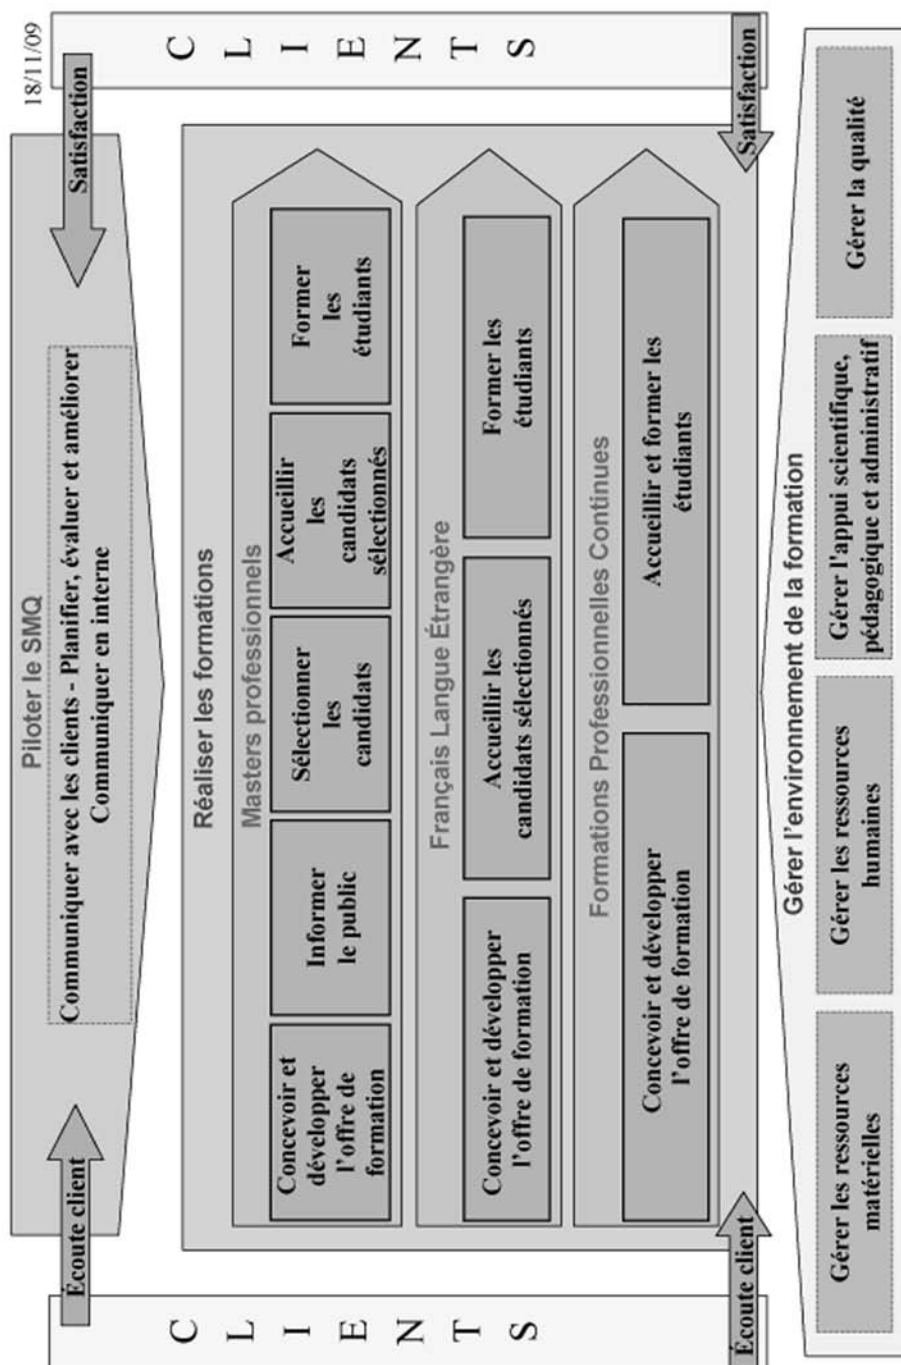 18/11/09
Piloter le SMQ
Communiquer avec les clients - Planifier, évaluer et améliorer
Communiquer en interne
Écoute client
Satisfaction
C L I E N T S
C L I E N T S
Réaliser les formations
Masters professionnels
Concevoir et
développer
l'offre de
formation
Informer
le public
Sélectionner
les
candidats
Accueillir
les
candidats
sélectionnés
Former
les
étudiants
Français Langue Étrangère
Concevoir et développer
l'offre de formation
Accueillir les
candidats sélectionnés
Former les
étudiants
Formations Professionnelles Continues
Concevoir et développer
l'offre de formation
Accueillir et former les
étudiants
Écoute client
Satisfaction
Gérer l'environnement de la formation
Gérer les ressources
matérielles
Gérer les ressources
humaines
Gérer l'appui scientifique,
pédagogique et administratif
Gérer la qualité